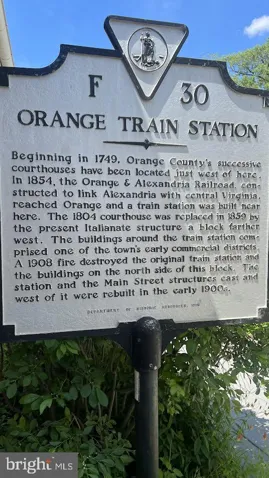 F 30
ORANGE TRAIN STATION
Beginning in 1749, Orange County's successive
courthouses have been located just west of here.
In 1854, the Orange & Alexandria Railroad, con-
structed to link Alexandria with central Virginia,
reached Orange and a train station was built near
here. The 1804 courthouse was replaced in 1859 by
the present Italianate structure a block farther
west. The buildings around the train station com-
prised one of the town's early commercial districts.
A 1908 fire destroyed the original train station and
the buildings on the north side of this block. The
station and the Main Street structures east and
west of it were rebuilt in the early 1900s.
DEPARTMENT OF HISTORIC RESOURCES,
bright MLS